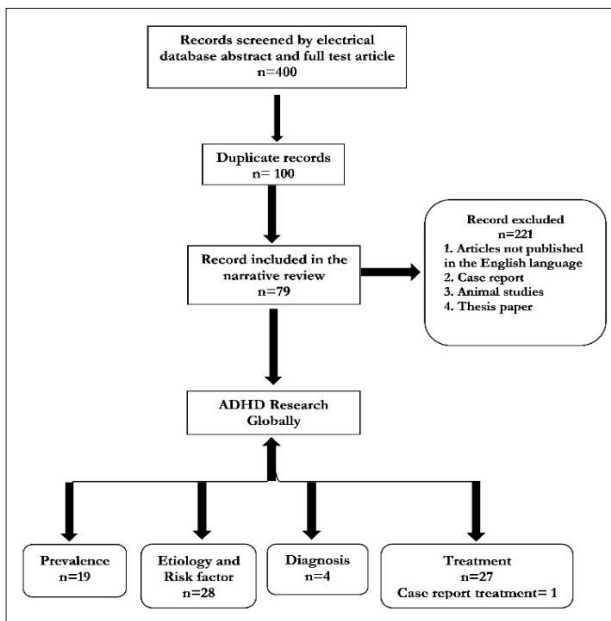 Records screened by electrical
database abstract and full test article
n=400
Duplicate records
n= 100
Record excluded
n=221
1. Articles not published
in the English language
2. Case report
3. Animal studies
4. Thesis paper
Record included in the
narrative review
n=79
ADHD Research
Globally
Prevalence
n=19
Etiology and
Risk factor
n=28
Diagnosis
n=4
Treatment
n=27
Case report treatment= 1